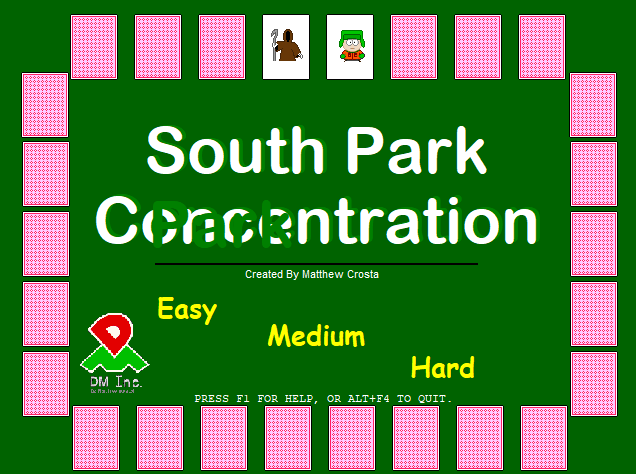 South Park
Concentration
Park
Created By Matthew Crosta
Easy
Medium
Hard
DM Inc.
PRESS F1 FOR HELP, OR ALT+F4 TO QUIT.